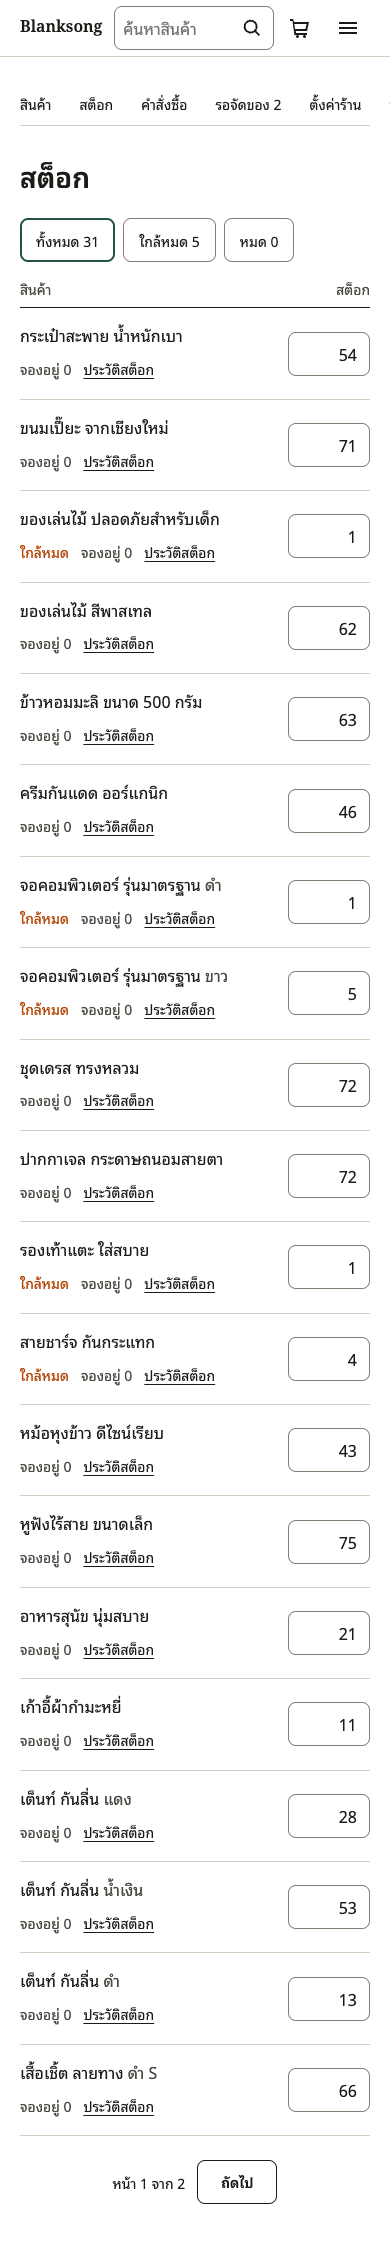 Blanksong ค้นหาสินค้า
สินค้า สต็อก คำสั่งซื้อ รอจัดของ 2 ตั้งค่าร้าน
สต็อก
ทั้งหมด 31 ใกล้หมด 5 หมด 0
สินค้า สต็อก
กระเป๋าสะพาย น้ำหนักเบา 54
จองอยู่ 0 ประวัติสต็อก
ขนมเปี๊ยะ จากเชียงใหม่ 71
จองอยู่ 0 ประวัติสต็อก
ของเล่นไม้ ปลอดภัยสำหรับเด็ก 1
ใกล้หมด จองอยู่ 0 ประวัติสต็อก
ของเล่นไม้ สีพาสเทล 62
จองอยู่ 0 ประวัติสต็อก
ข้าวหอมมะลิ ขนาด 500 กรัม 63
จองอยู่ 0 ประวัติสต็อก
ครีมกันแดด ออร์แกนิก 46
จองอยู่ 0 ประวัติสต็อก
จอคอมพิวเตอร์ รุ่นมาตรฐาน ดำ 1
ใกล้หมด จองอยู่ 0 ประวัติสต็อก
จอคอมพิวเตอร์ รุ่นมาตรฐาน ขาว 5
ใกล้หมด จองอยู่ 0 ประวัติสต็อก
ชุดเดรส ทรงหลวม 72
จองอยู่ 0 ประวัติสต็อก
ปากกาเจล กระดาษถนอมสายตา 72
จองอยู่ 0 ประวัติสต็อก
รองเท้าแตะ ใส่สบาย 1
ใกล้หมด จองอยู่ 0 ประวัติสต็อก
สายชาร์จ กันกระแทก 4
ใกล้หมด จองอยู่ 0 ประวัติสต็อก
หม้อหุงข้าว ดีไซน์เรียบ 43
จองอยู่ 0 ประวัติสต็อก
หูฟังไร้สาย ขนาดเล็ก 75
จองอยู่ 0 ประวัติสต็อก
อาหารสุนัข นุ่มสบาย 21
จองอยู่ 0 ประวัติสต็อก
เก้าอี้ผ้ากำมะหยี่ 11
จองอยู่ 0 ประวัติสต็อก
เต็นท์ กันลื่น แดง 28
จองอยู่ 0 ประวัติสต็อก
เต็นท์ กันลื่น น้ำเงิน 53
จองอยู่ 0 ประวัติสต็อก
เต็นท์ กันลื่น ดำ 13
จองอยู่ 0 ประวัติสต็อก
เสื้อเชิ้ต ลายทาง ดำ S 66
จองอยู่ 0 ประวัติสต็อก
หน้า 1 จาก 2 ถัดไป